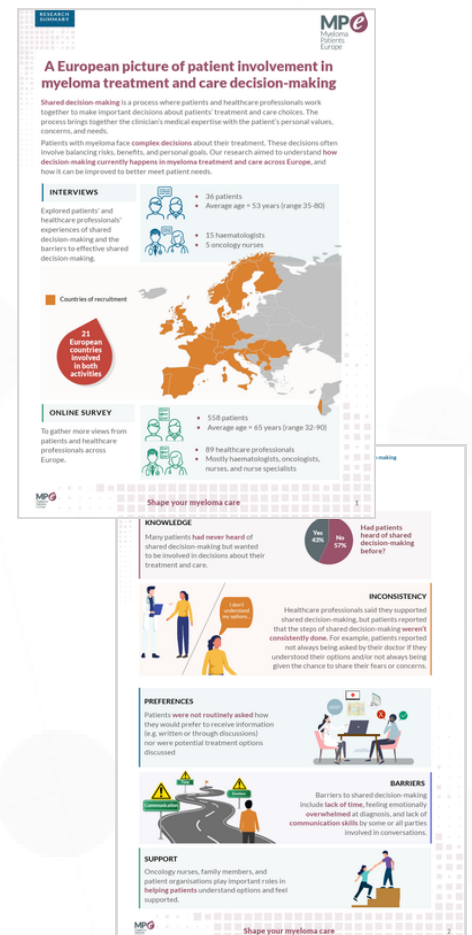 RESEARCH
SUMMARY
MPe
Myeloma
Patients
Europe
A European picture of patient involvement in
myeloma treatment and care decision-making
Shared decision-making is a process where patients and healthcare professionals work
together to make important decisions about patients' treatment and care choices. The
process brings together the clinician's medical expertise with the patient's personal values,
concerns, and needs.
Patients with myeloma face complex decisions about their treatment. These decisions often
involve balancing risks, benefits, and personal goals. Our research aimed to understand how
decision-making currently happens in myeloma treatment and care across Europe, and
how it can be improved to better meet patient needs.
INTERVIEWS
Explored patients' and
healthcare professionals'
experiences of shared
decision-making and the
barriers to effective shared
decision-making.
• 36 patients
• Average age = 53 years (range 35-80)
• 15 haematologists
• 5 oncology nurses
Countries of recruitment
21
European
countries
involved
in both
activities
ONLINE SURVEY
To gather more views from
patients and healthcare
professionals across
Europe.
• 558 patients
• Average age = 65 years (range 32-90)
• 89 healthcare professionals
• Mostly haematologists, oncologists,
nurses, and nurse specialists
MPe
Shape your myeloma care
1
making
KNOWLEDGE
Many patients had never heard of
shared decision-making but wanted
to be involved in decisions about their
treatment and care.
Yes
43%
No
57%
Had patients
heard of shared
decision-making
before?
I don't
understand
my options...
INCONSISTENCY
Healthcare professionals said they supported
shared decision-making, but patients reported
that the steps of shared decision-making weren't
consistently done. For example, patients reported
not always being asked by their doctor if they
understood their options and/or not always being
given the chance to share their fears or concerns.
PREFERENCES
Patients were not routinely asked how
they would prefer to receive information
(e.g. written or through discussions)
nor were potential treatment options
discussed
Time
Communication
BARRIERS
Barriers to shared decision-making
include lack of time, feeling emotionally
overwhelmed at diagnosis, and lack of
communication skills by some or all parties
involved in conversations.
SUPPORT
Oncology nurses, family members, and
patient organisations play important roles in
helping patients understand options and feel
supported.
MPe
Shape your myeloma care
2